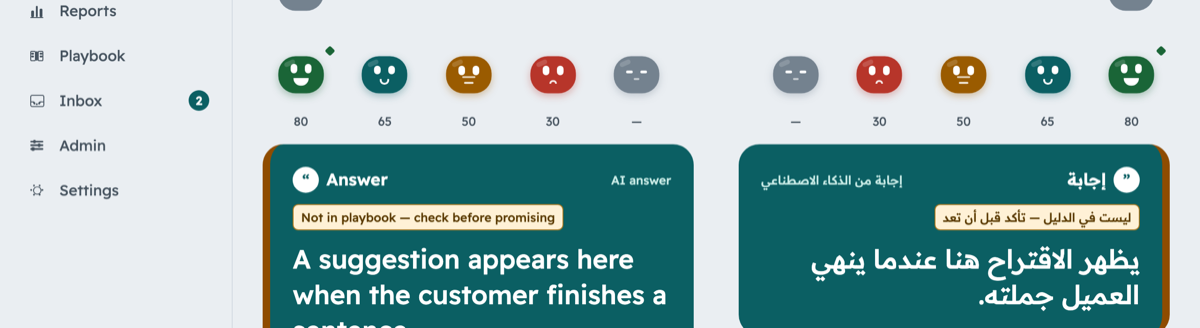 Reports
Playbook
Inbox 2
Admin
Settings
80 65 50 30 —
“ Answer AI answer
Not in playbook — check before promising
A suggestion appears here
when the customer finishes a
sentence.
— 30 50 65 80
” إجابة إجابة من الذكاء الاصطناعي
ليست في الدليل — تأكد قبل أن تعد
يظهر الاقتراح هنا عندما ينهي
العميل جملته.